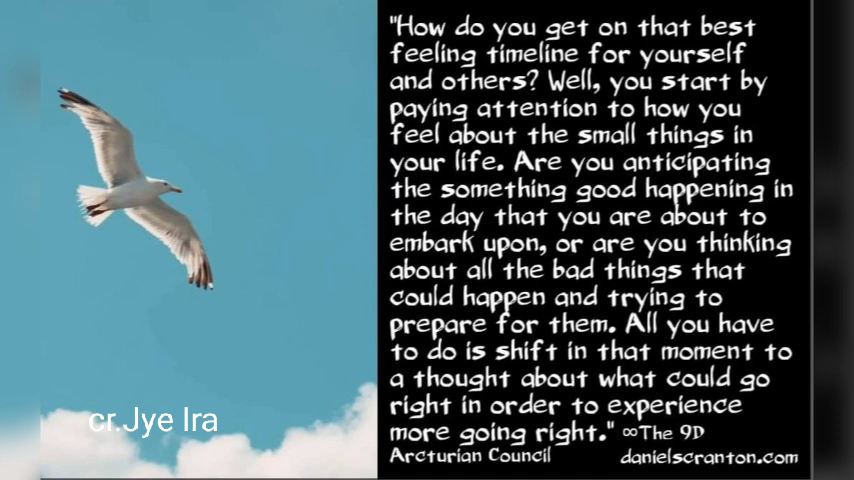 "How do you get on that best
feeling timeline for yourself
and others? Well, you start by
paying attention to how you
feel about the small things in
your life. Are you anticipating
the something good happening in
the day that you are about to
embark upon, or are you thinking
about all the bad things that
could happen and trying to
prepare for them. All you have
to do is shift in that moment to
a thought about what could go
right in order to experience
more going right." ∞The 9D
Arcturian Council danielscranton.com
cr.Jye Ira